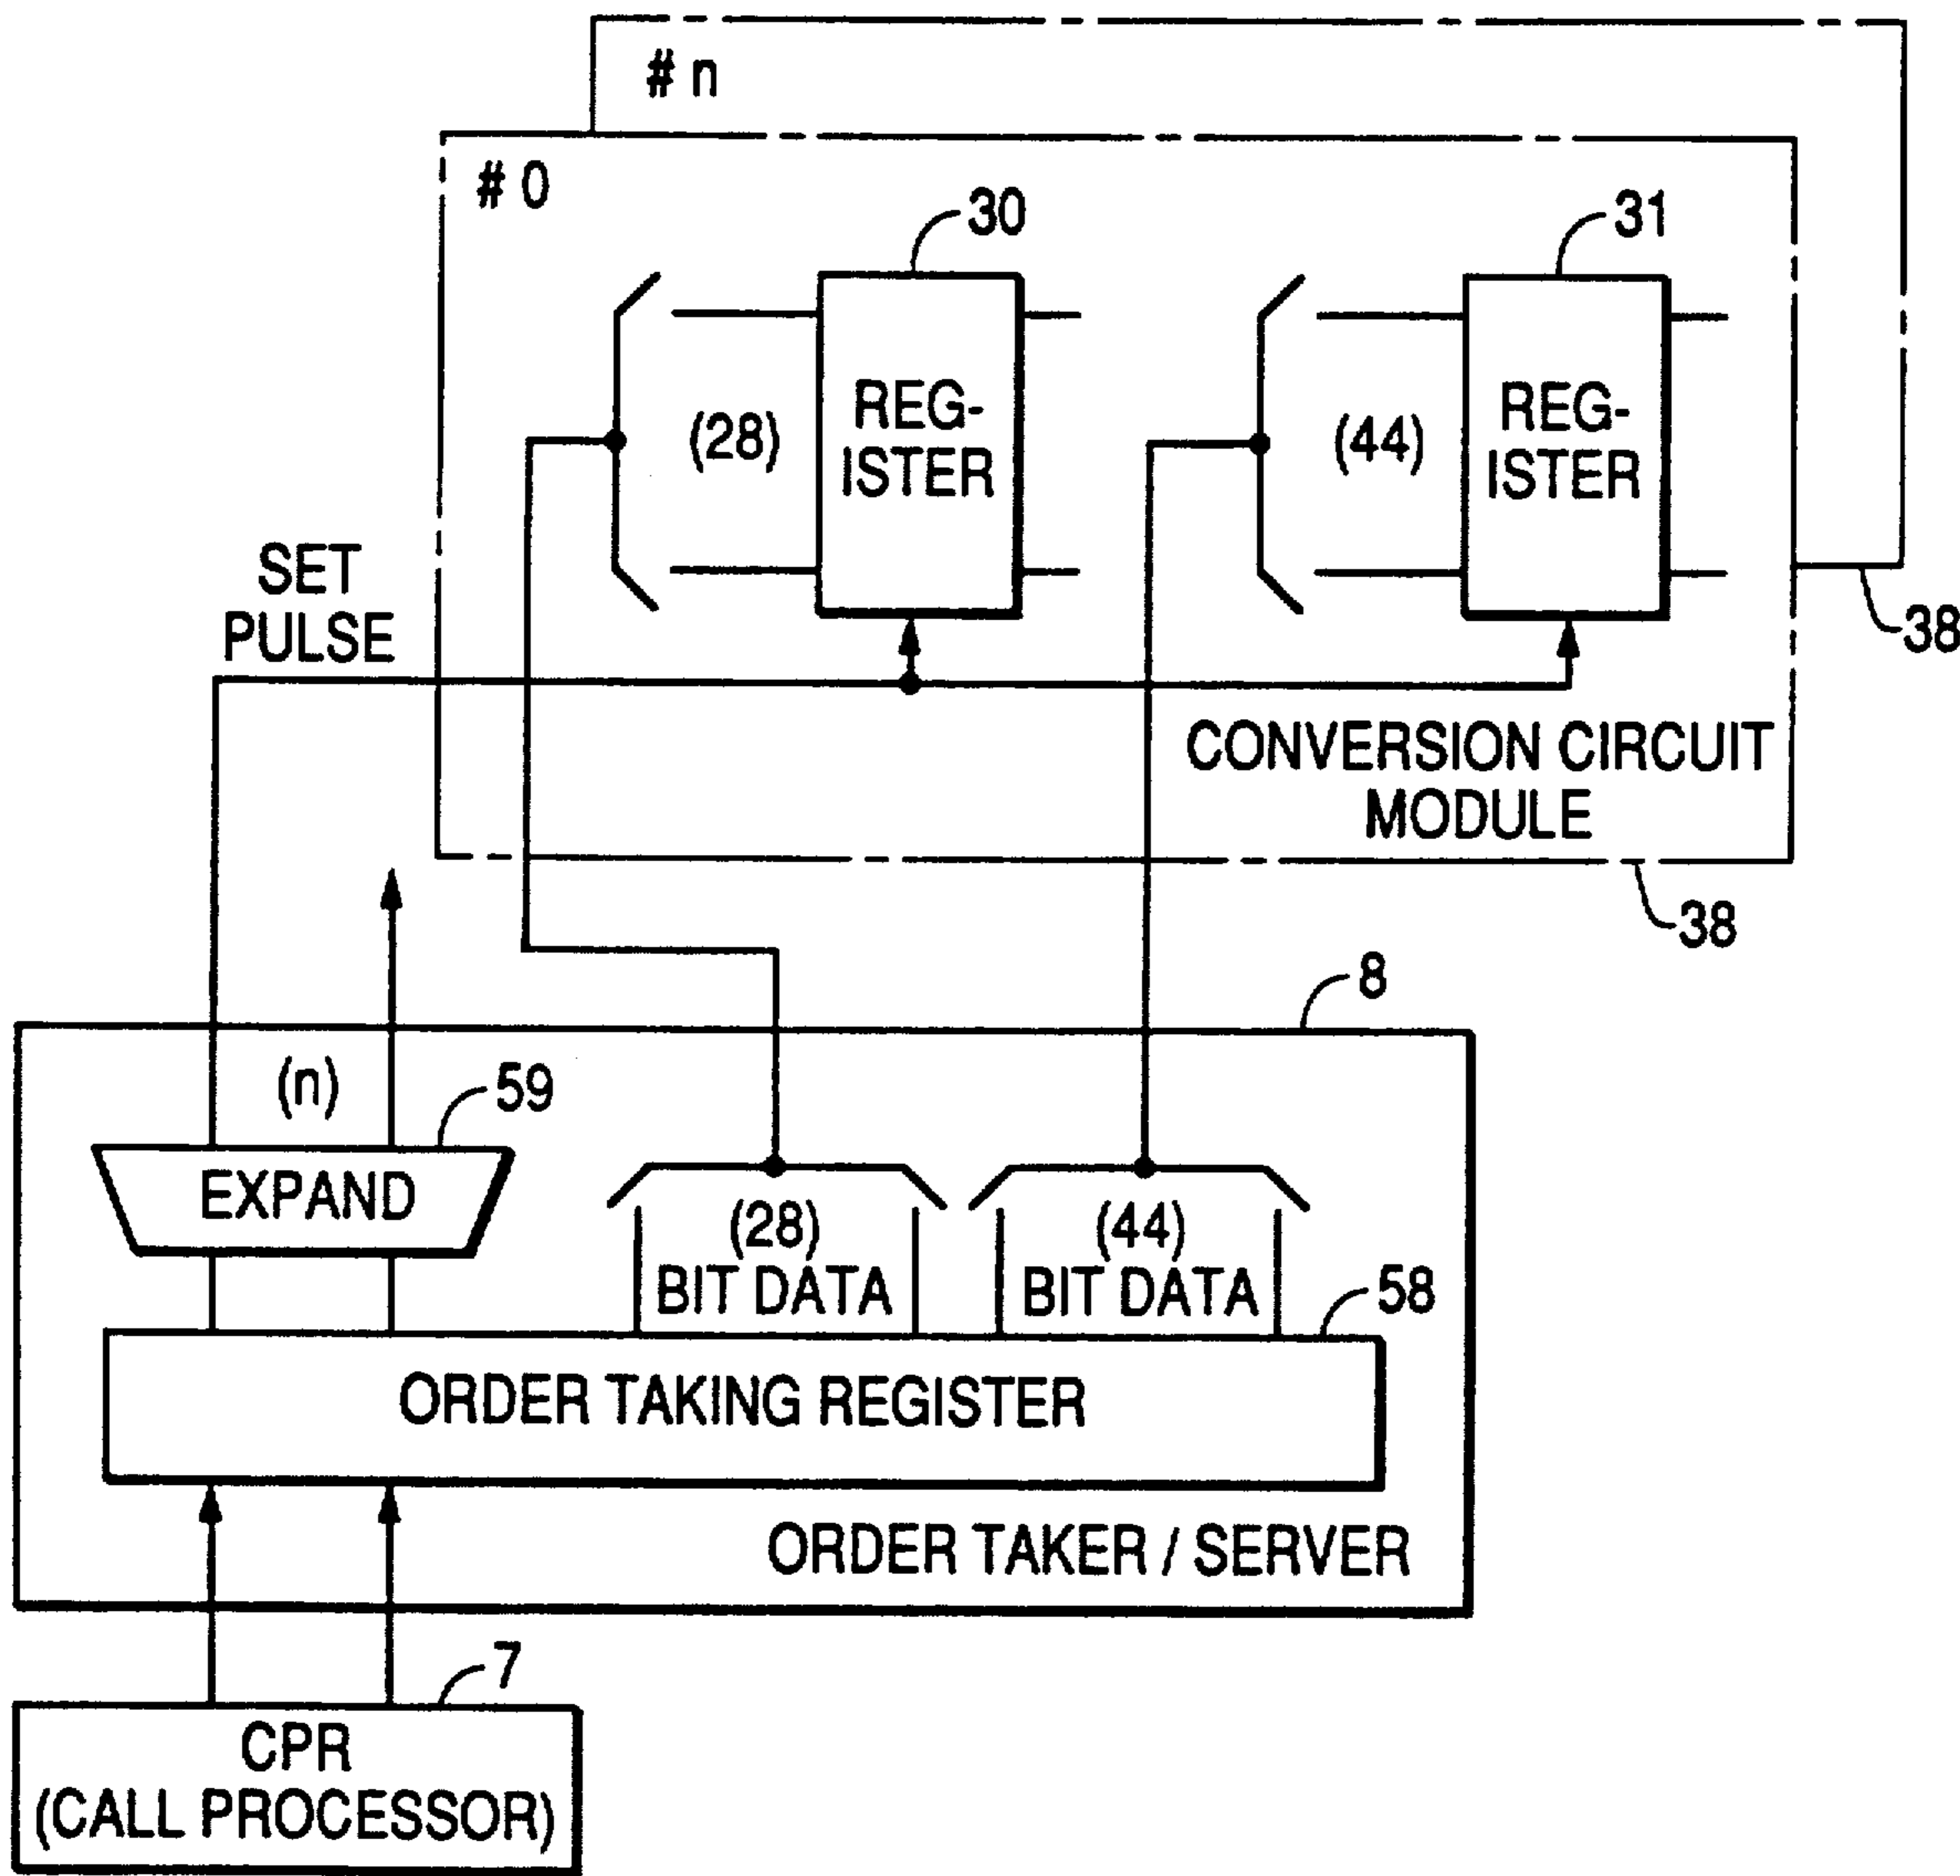 # n
# 0
30
31
(28)
REG-
ISTER
(44)
REG-
ISTER
SET
PULSE
38
CONVERSION CIRCUIT
MODULE
38
8
(n)
59
EXPAND
(28)
BIT DATA
(44)
BIT DATA
58
ORDER TAKING REGISTER
ORDER TAKER / SERVER
7
CPR
(CALL PROCESSOR)